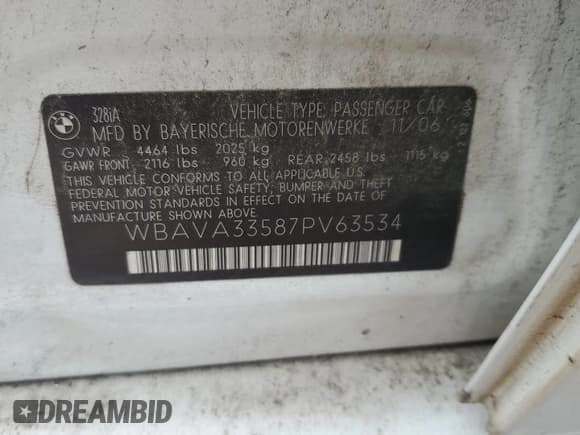 BMW
328iA
VEHICLE TYPE, PASSENGER CAR
MFD BY BAYERISCHE MOTORENWERKE - 11/06
GVWR 4464 lbs 2025 kg
GAWR FRONT, 2116 lbs 960 kg REAR, 2458 lbs 1115 kg
THIS VEHICLE CONFORMS TO ALL APPLICABLE U.S.
FEDERAL MOTOR VEHICLE SAFETY, BUMPER AND THEFT
PREVENTION STANDARDS IN EFFECT ON THE DATE OF
MANUFACTURE SHOWN ABOVE
WBAVA33587PV63534
DREAMBID